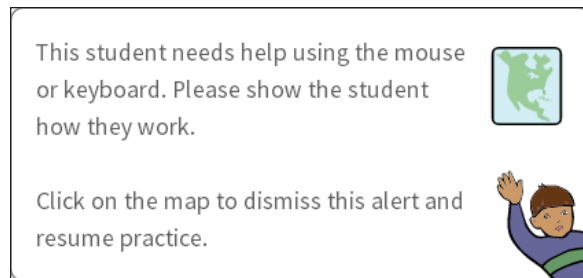 This student needs help using the mouse
or keyboard. Please show the student
how they work.
Click on the map to dismiss this alert and
resume practice.